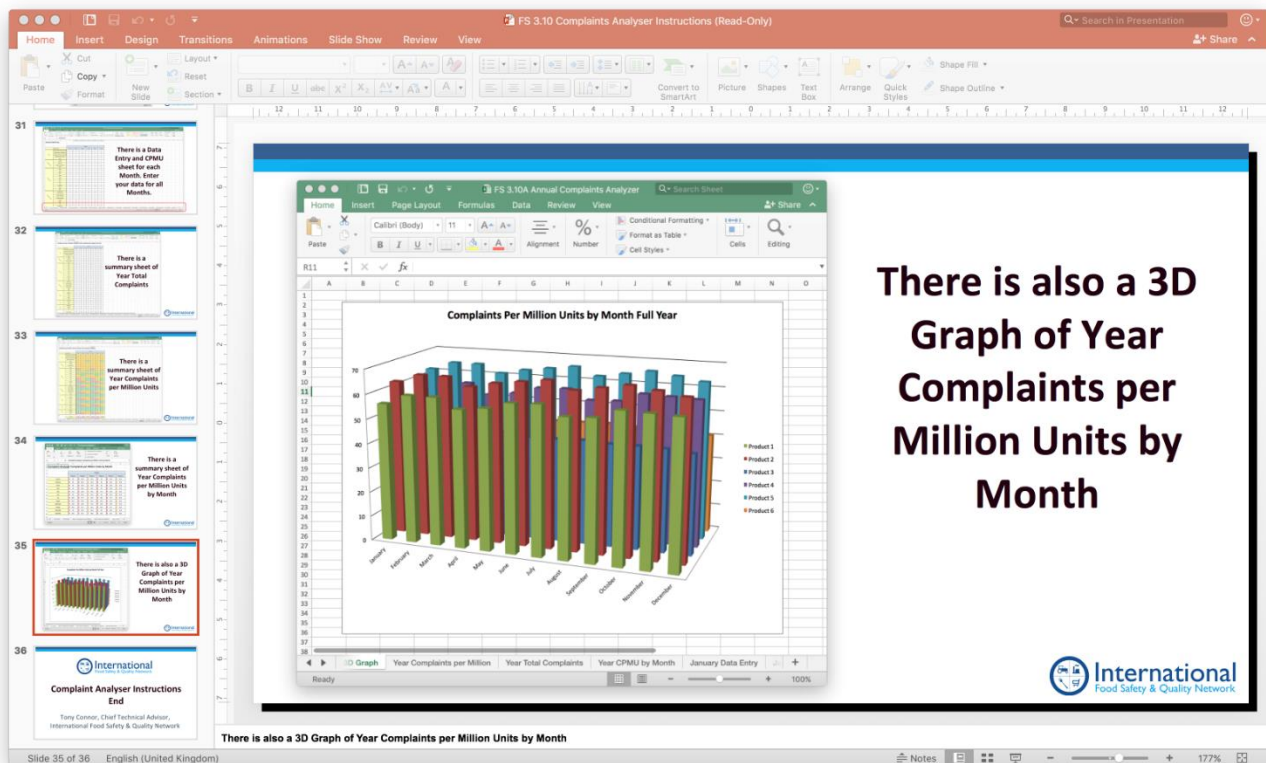 FS 3.10 Complaints Analyser Instructions (Read-Only)
Search in Presentation
Home Insert Design Transitions Animations Slide Show Review View
Share
Paste
Cut
Copy
Format
New Slide
Layout
Reset
Section
Convert to SmartArt
Picture
Shapes
Text Box
Arrange
Quick Styles
Shape Fill
Shape Outline
31
There is a Data
Entry and CPMU
sheet for each
Month. Enter
your data for all
Months.
32
There is a
summary sheet of
Year Total
Complaints
33
There is a
summary sheet of
Year Complaints
per Million Units
34
There is a
summary sheet of
Year Complaints
per Million Units
by Month
35
There is also a 3D
Graph of Year
Complaints per
Million Units by
Month
36
International
Food Safety & Quality Network
Complaint Analyser Instructions
End
Tony Connor, Chief Technical Advisor,
International Food Safety & Quality Network
FS 3.10A Annual Complaints Analyzer
Search Sheet
Home Insert Page Layout Formulas Data Review View
Share
Paste
Calibri (Body) 11
Alignment
Number
Conditional Formatting
Format as Table
Cell Styles
Cells
Editing
R11
fx
A B C D E F G H I J K L M N O
Complaints Per Million Units by Month Full Year
70
60
50
40
30
20
10
0
January February March April May June July August September October November December
Product 1
Product 2
Product 3
Product 4
Product 5
Product 6
3D Graph Year Complaints per Million Year Total Complaints Year CPMU by Month January Data Entry
Ready
100%
There is also a 3D
Graph of Year
Complaints per
Million Units by
Month
International
Food Safety & Quality Network
There is also a 3D Graph of Year Complaints per Million Units by Month
Slide 35 of 36 English (United Kingdom)
Notes
177%